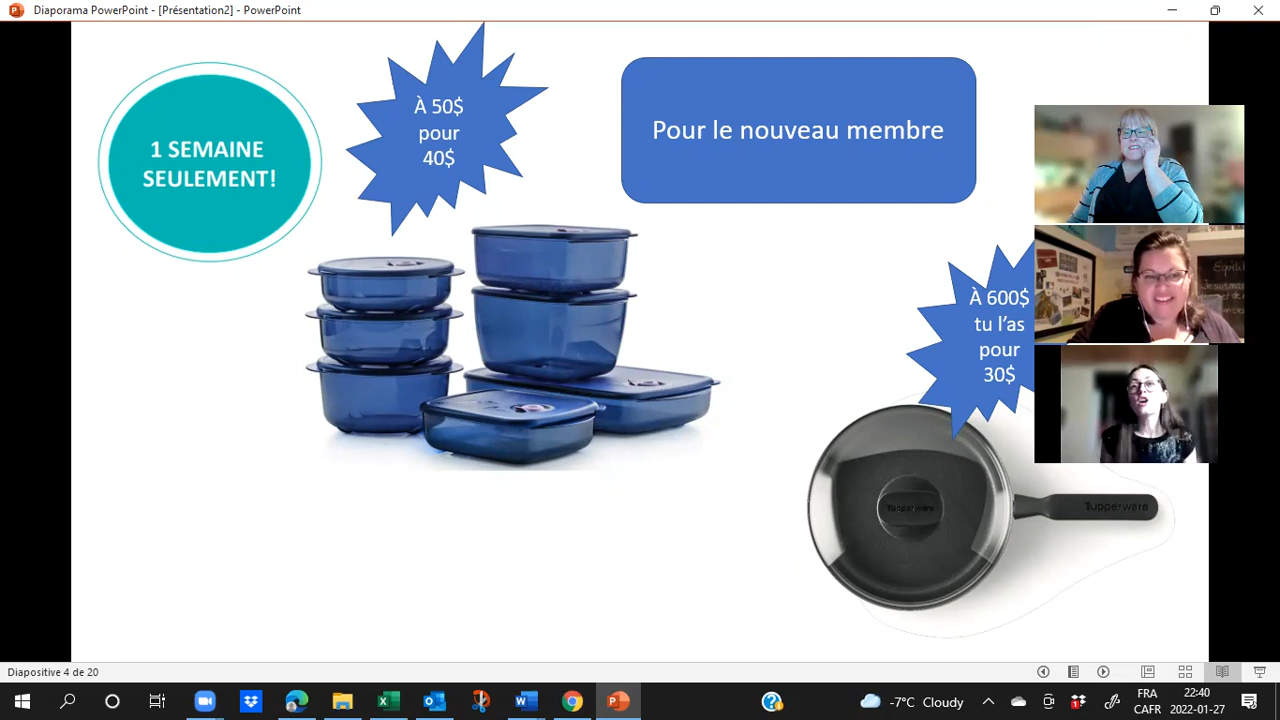 Diaporama PowerPoint - [Présentation2] - PowerPoint
1 SEMAINE
SEULEMENT!
À 50$
pour
40$
Pour le nouveau membre
À 600$
tu l'as
pour
30$
Tupperware
Tupperware
Diapositive 4 de 20
-7°C Cloudy
FRA
CAFR
22:40
2022-01-27